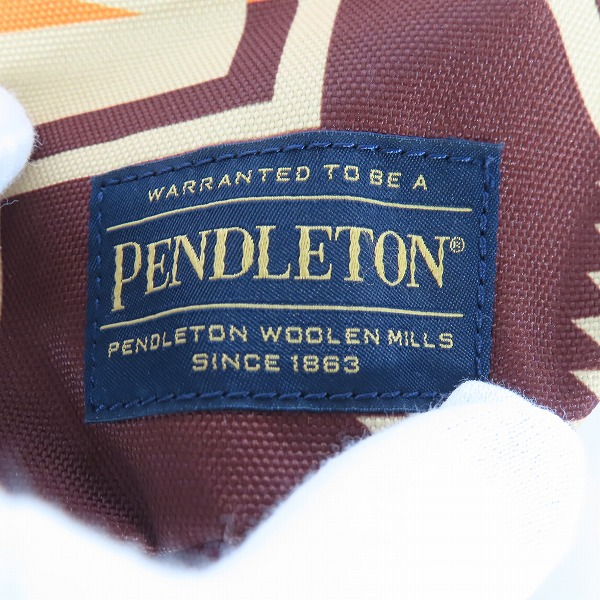 WARRANTED TO BE A
PENDLETON®
PENDLETON WOOLEN MILLS
SINCE 1863